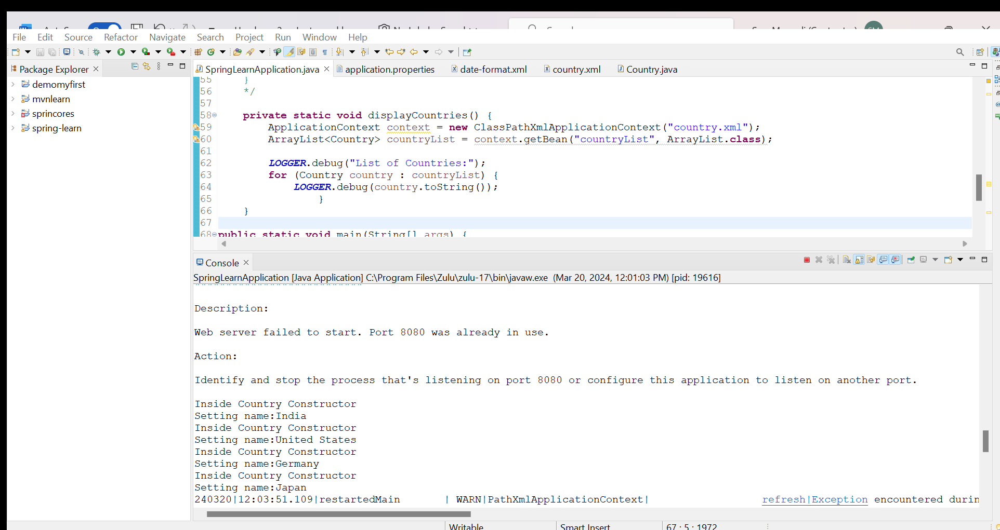 File Edit Source Refactor Navigate Search Project Run Window Help
Package Explorer
demomyfirst
mvnlearn
sprincores
spring-learn
SpringLearnApplication.java application.properties date-format.xml country.xml Country.java
55 }
56 */
57
58 private static void displayCountries() {
59 ApplicationContext context = new ClassPathXmlApplicationContext("country.xml");
60 ArrayList<Country> countryList = context.getBean("countryList", ArrayList.class);
61
62 LOGGER.debug("List of Countries:");
63 for (Country country : countryList) {
64 LOGGER.debug(country.toString());
65 }
66 }
67
68 public static void main(String[] args) {
Console
SpringLearnApplication [Java Application] C:\Program Files\Zulu\zulu-17\bin\javaw.exe (Mar 20, 2024, 12:01:03 PM) [pid: 19616]
Description:
Web server failed to start. Port 8080 was already in use.
Action:
Identify and stop the process that's listening on port 8080 or configure this application to listen on another port.
Inside Country Constructor
Setting name:India
Inside Country Constructor
Setting name:United States
Inside Country Constructor
Setting name:Germany
Inside Country Constructor
Setting name:Japan
240320|12:03:51.109|restartedMain | WARN|PathXmlApplicationContext| refresh|Exception encountered durin
Writable Smart Insert 67 : 5 : 1972